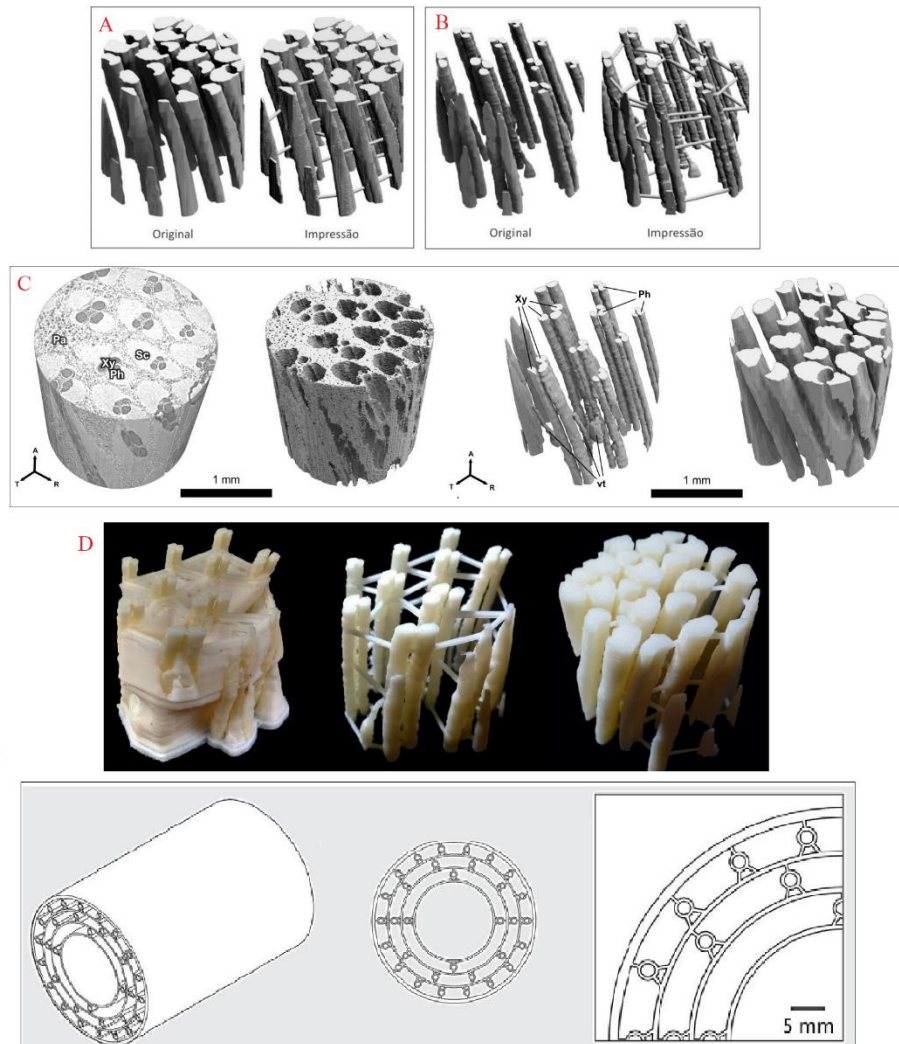 A
B
Original
Impressão
Original
Impressão
C
Pa
Xy
Sc
Ph
A
T
R
1 mm
Xy
Ph
vt
A
T
R
1 mm
D
5 mm